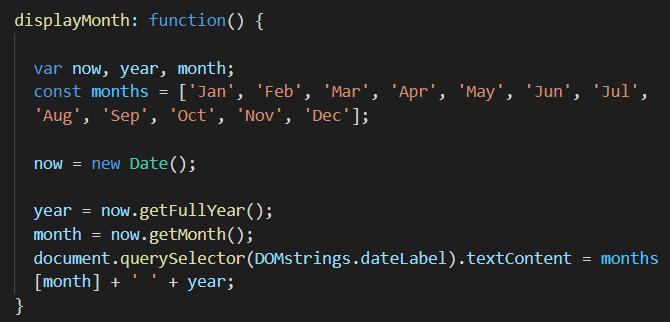 displayMonth: function() {
var now, year, month;
const months = ['Jan', 'Feb', 'Mar', 'Apr', 'May', 'Jun', 'Jul',
'Aug', 'Sep', 'Oct', 'Nov', 'Dec'];
now = new Date();
year = now.getFullYear();
month = now.getMonth();
document.querySelector(DOMstrings.dateLabel).textContent = months
[month] + ' ' + year;
}